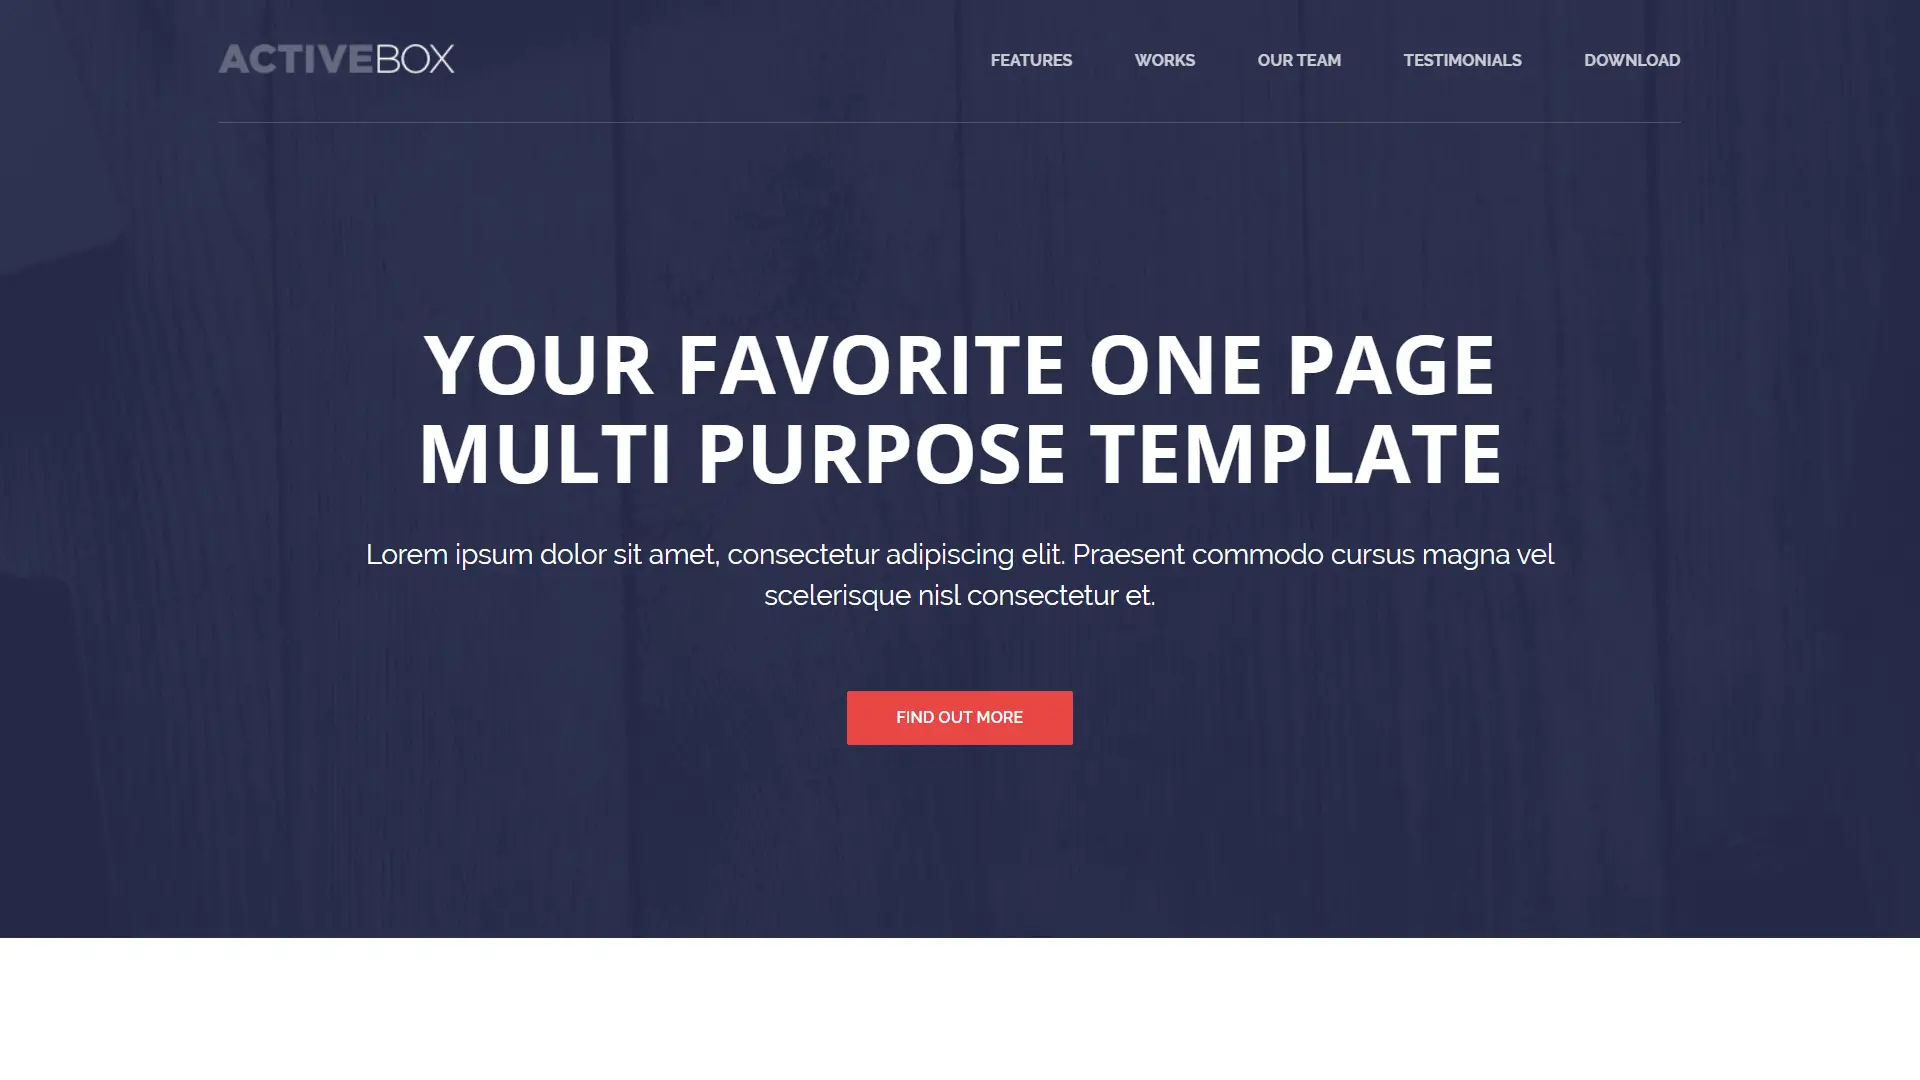 ACTIVEBOX
FEATURES WORKS OUR TEAM TESTIMONIALS DOWNLOAD
YOUR FAVORITE ONE PAGE
MULTI PURPOSE TEMPLATE
Lorem ipsum dolor sit amet, consectetur adipiscing elit. Praesent commodo cursus magna vel
scelerisque nisl consectetur et.
FIND OUT MORE